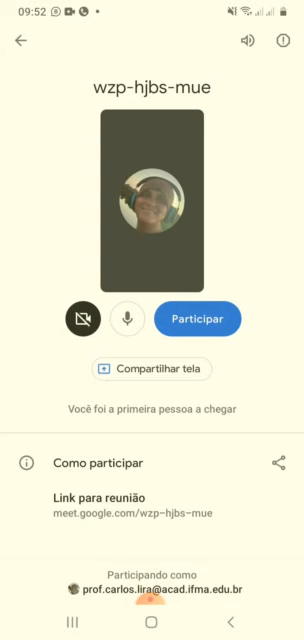 09:52
wzp-hjbs-mue
Participar
Compartilhar tela
Você foi a primeira pessoa a chegar
Como participar
Link para reunião
meet.google.com/wzp-hjbs-mue
Participando como
prof.carlos.lira@acad.ifma.edu.br